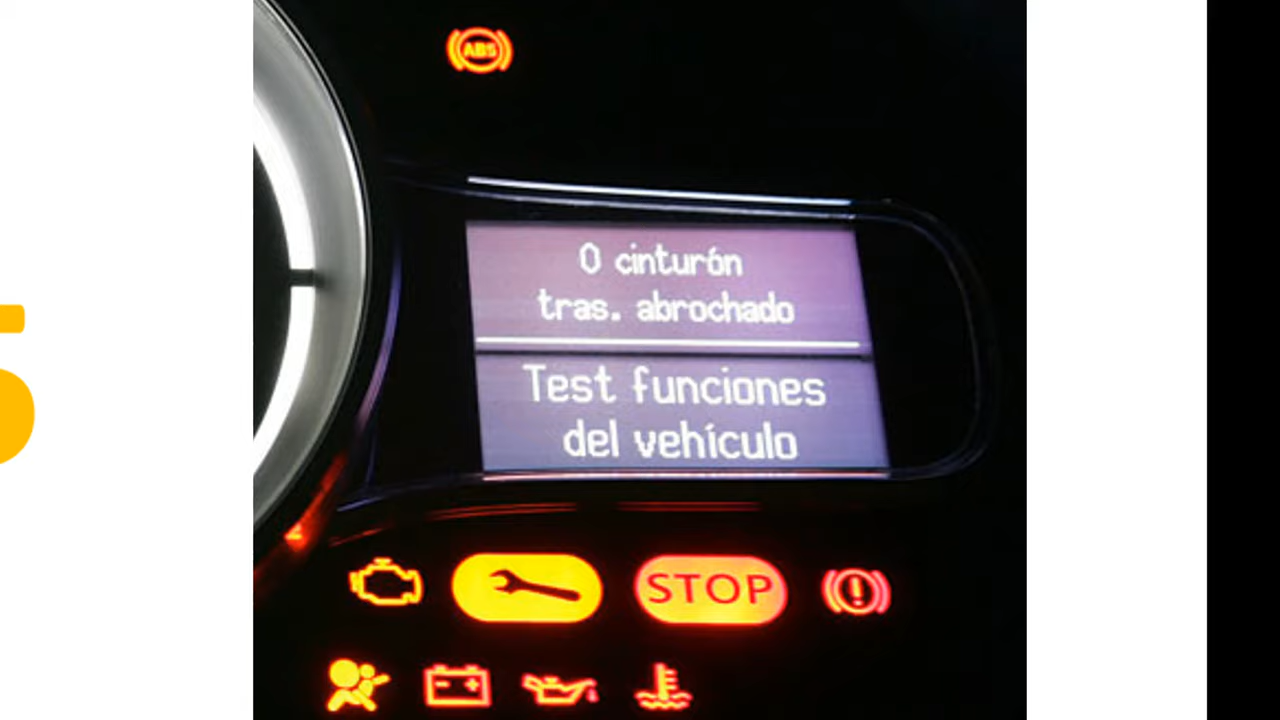 ABS
0 cinturón
tras. abrochado
Test funciones
del vehículo
STOP